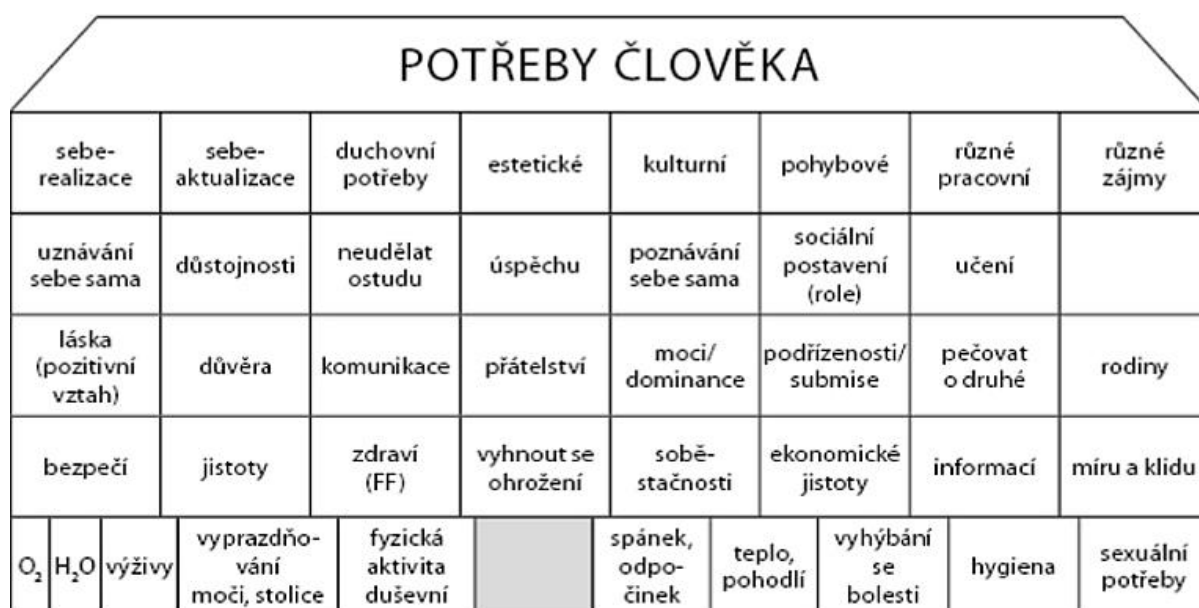 POTŘEBY ČLOVĚKA
sebe-
realizace
sebe-
aktualizace
duchovní
potřeby
estetické
kulturní
pohybové
různé
pracovní
různé
zájmy
uznávání
sebe sama
důstojnosti
neudělat
ostudu
úspěchu
poznávání
sebe sama
sociální
postavení
(role)
učení
láska
(pozitivní
vztah)
důvěra
komunikace
přátelství
moci/
dominance
podřízenosti/
submise
pečovat
o druhé
rodiny
bezpečí
jistoty
zdraví
(FF)
vyhnout se
ohrožení
sobě-
stačnosti
ekonomické
jistoty
informací
míru a klidu
O₂
H₂O
výživy
vyprazdňo-
vání
moči, stolice
fyzická
aktivita
duševní
spánek,
odpo-
činek
teplo,
pohodlí
vyhýbání
se
bolesti
hygiena
sexuální
potřeby